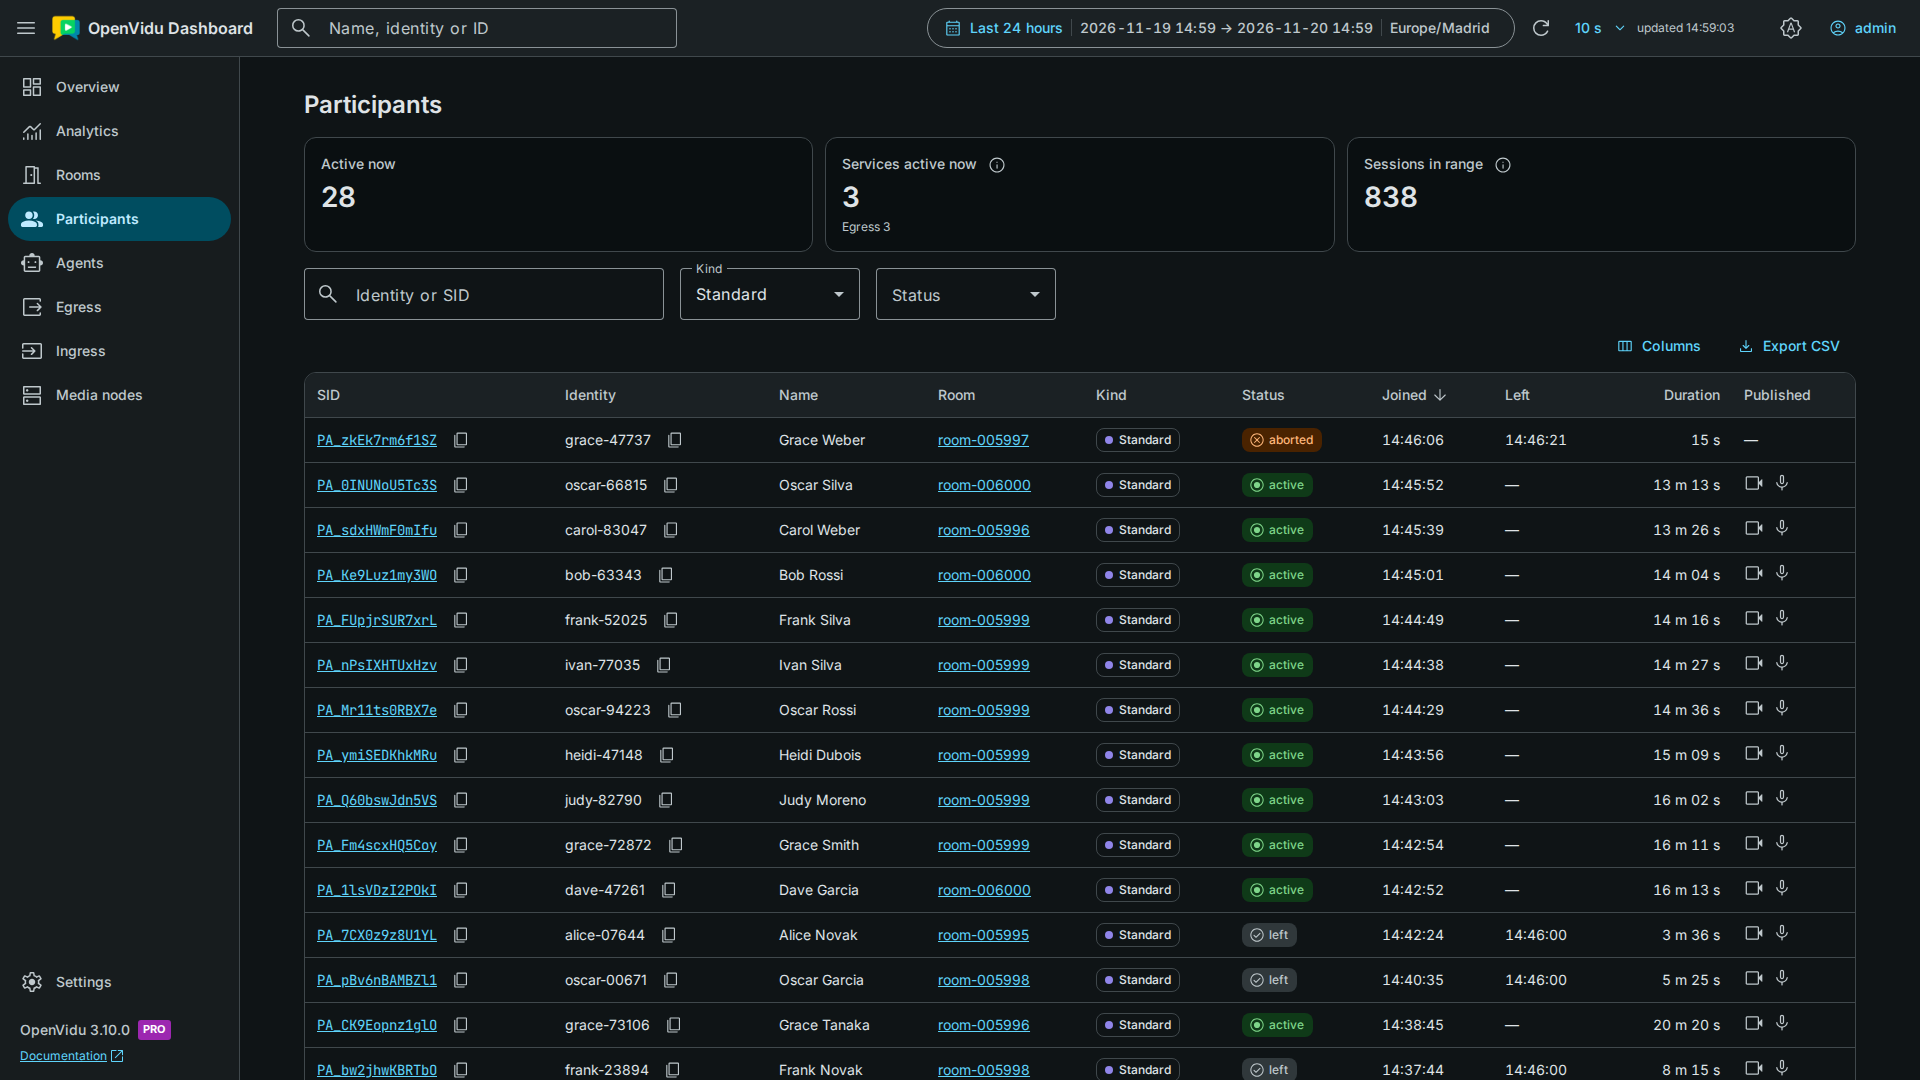 OpenVidu Dashboard
Name, identity or ID
Last 24 hours 2026-11-19 14:59 → 2026-11-20 14:59 Europe/Madrid
10 s updated 14:59:03
admin
Overview
Analytics
Rooms
Participants
Agents
Egress
Ingress
Media nodes
Settings
OpenVidu 3.10.0 PRO
Documentation
Participants
Active now
28
Services active now
3
Egress 3
Sessions in range
838
Identity or SID
Kind
Standard
Status
Columns Export CSV
SID Identity Name Room Kind Status Joined Left Duration Published
PA_zkEk7rm6f1SZ grace-47737 Grace Weber room-005997 Standard aborted 14:46:06 14:46:21 15 s —
PA_0INUNoU5Tc3S oscar-66815 Oscar Silva room-006000 Standard active 14:45:52 — 13 m 13 s
PA_sdxHWmF0mIfu carol-83047 Carol Weber room-005996 Standard active 14:45:39 — 13 m 26 s
PA_Ke9Luz1my3WO bob-63343 Bob Rossi room-006000 Standard active 14:45:01 — 14 m 04 s
PA_FUpjrSUR7xrL frank-52025 Frank Silva room-005999 Standard active 14:44:49 — 14 m 16 s
PA_nPsIXHTUxHzv ivan-77035 Ivan Silva room-005999 Standard active 14:44:38 — 14 m 27 s
PA_Mr11ts0RBX7e oscar-94223 Oscar Rossi room-005999 Standard active 14:44:29 — 14 m 36 s
PA_ymiSEDKhkMRu heidi-47148 Heidi Dubois room-005999 Standard active 14:43:56 — 15 m 09 s
PA_Q60bswJdn5VS judy-82790 Judy Moreno room-005999 Standard active 14:43:03 — 16 m 02 s
PA_Fm4scxHQ5Coy grace-72872 Grace Smith room-005999 Standard active 14:42:54 — 16 m 11 s
PA_1lsVDzI2POkI dave-47261 Dave Garcia room-006000 Standard active 14:42:52 — 16 m 13 s
PA_7CX0z9z8U1YL alice-07644 Alice Novak room-005995 Standard left 14:42:24 14:46:00 3 m 36 s
PA_pBv6nBAMBZl1 oscar-00671 Oscar Garcia room-005998 Standard left 14:40:35 14:46:00 5 m 25 s
PA_CK9Eopnz1glO grace-73106 Grace Tanaka room-005996 Standard active 14:38:45 — 20 m 20 s
PA_bw2jhwKBRTbO frank-23894 Frank Novak room-005998 Standard left 14:37:44 14:46:00 8 m 15 s